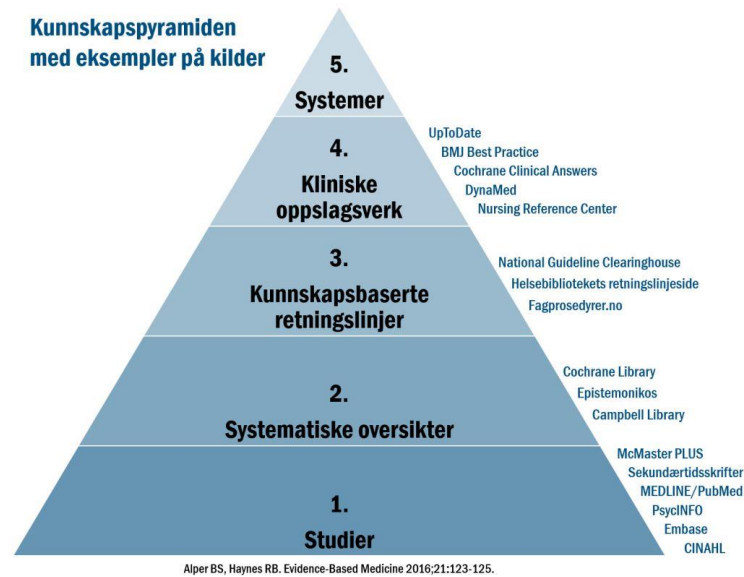 Kunnskapspyramiden
med eksempler på kilder
5.
Systemer
4.
Kliniske
oppslagsverk
UpToDate
BMJ Best Practice
Cochrane Clinical Answers
DynaMed
Nursing Reference Center
3.
Kunnskapsbaserte
retningslinjer
National Guideline Clearinghouse
Helsebibliotekets retningslinjeside
Fagprosedyrer.no
2.
Systematiske oversikter
Cochrane Library
Epistemonikos
Campbell Library
1.
Studier
McMaster PLUS
Sekundærtidsskrifter
MEDLINE/PubMed
PsycINFO
Embase
CINAHL
Alper BS, Haynes RB. Evidence-Based Medicine 2016;21:123-125.